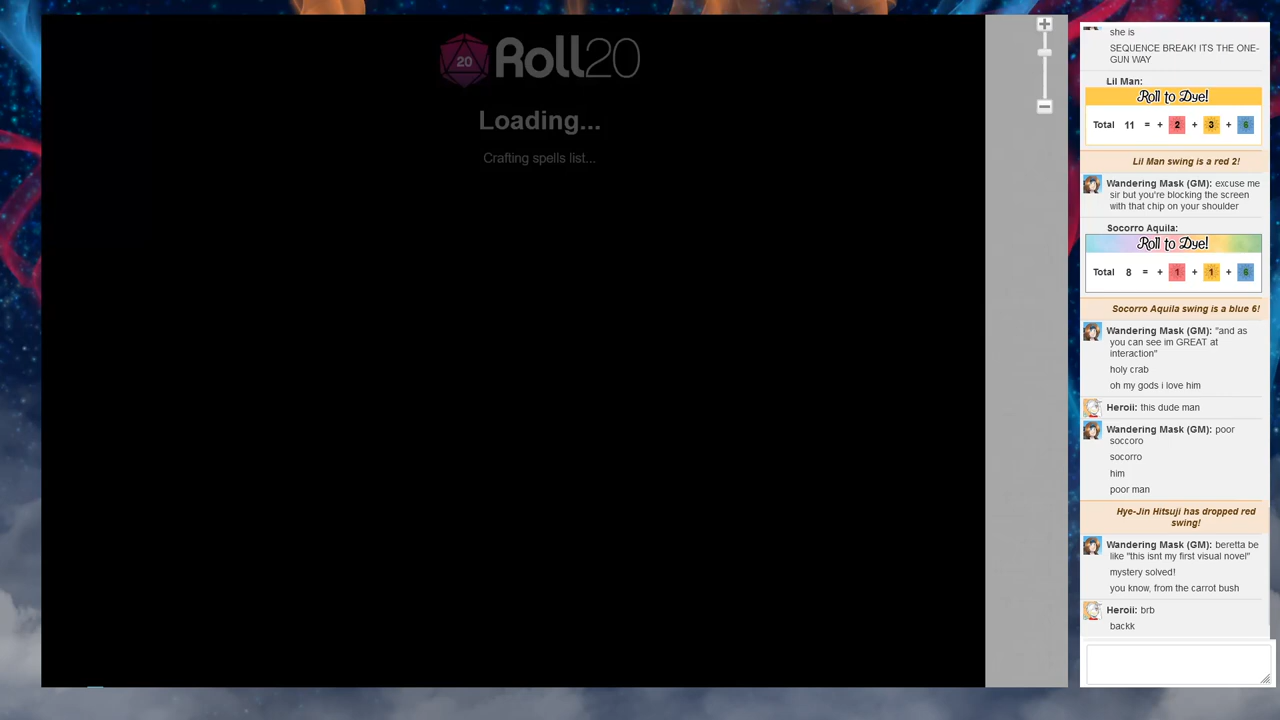 20
Roll20
Loading...
Crafting spells list...
she is
SEQUENCE BREAK! ITS THE ONE-
GUN WAY
Lil Man:
Roll to Dye!
Total 11 = + 2 + 3 + 6
Lil Man swing is a red 2!
Wandering Mask (GM): excuse me
sir but you're blocking the screen
with that chip on your shoulder
Socorro Aquila:
Roll to Dye!
Total 8 = + 1 + 1 + 6
Socorro Aquila swing is a blue 6!
Wandering Mask (GM): "and as
you can see im GREAT at
interaction"
holy crab
oh my gods i love him
Heroii: this dude man
Wandering Mask (GM): poor
soccoro
socorro
him
poor man
Hye-Jin Hitsuji has dropped red
swing!
Wandering Mask (GM): beretta be
like "this isnt my first visual novel"
mystery solved!
you know, from the carrot bush
Heroii: brb
backk